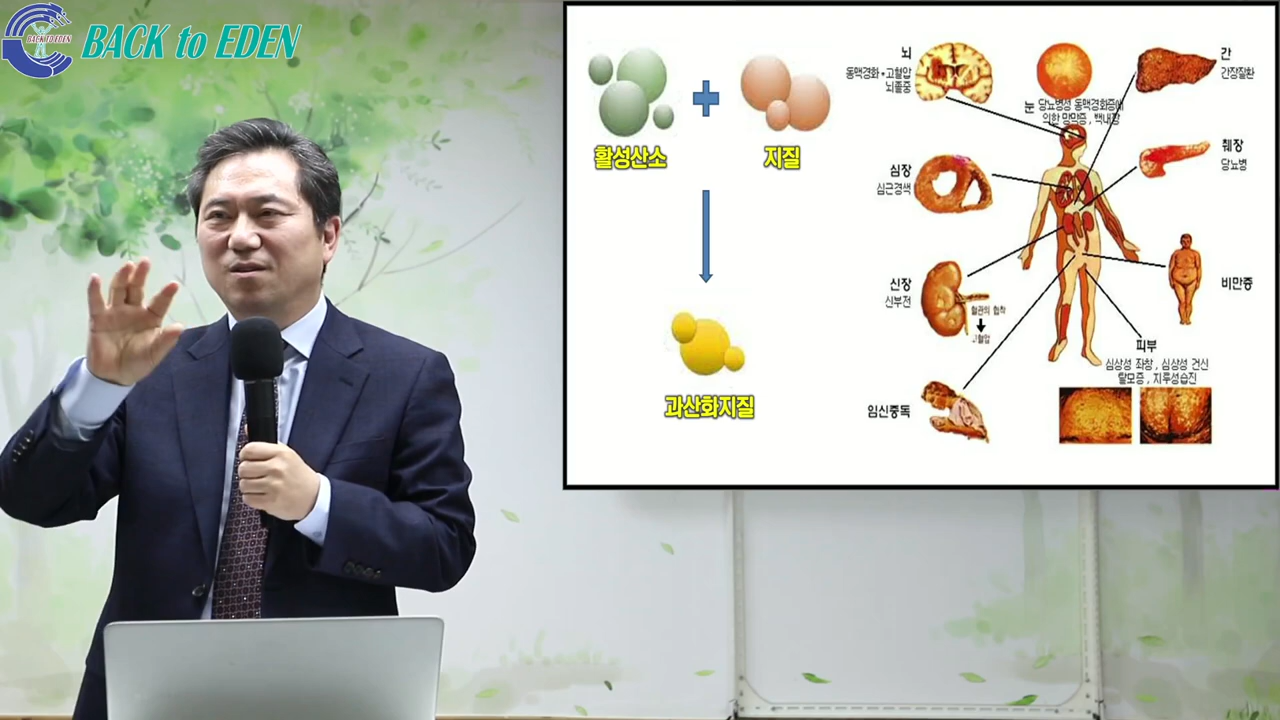 BACK TO EDEN
BACK to EDEN
활성산소
지질
과산화지질
뇌
동맥경화·고혈압
뇌졸중
눈 당뇨병성 동맥경화증에
의한 망막증, 백내장
간
간장질환
심장
심근경색
췌장
당뇨병
신장
신부전
혈관의 협착
고혈압
비만증
피부
심상성 좌창, 심상성 건선
탈모증, 지루성습진
임신중독